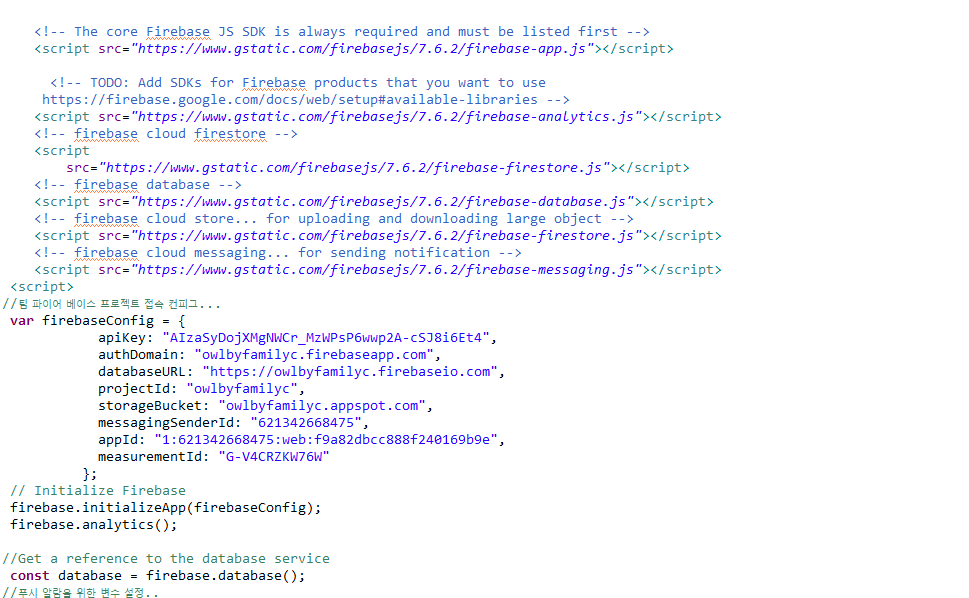 <!-- The core Firebase JS SDK is always required and must be listed first -->
<script src="https://www.gstatic.com/firebasejs/7.6.2/firebase-app.js"></script>
<!-- TODO: Add SDKs for Firebase products that you want to use
https://firebase.google.com/docs/web/setup#available-libraries -->
<script src="https://www.gstatic.com/firebasejs/7.6.2/firebase-analytics.js"></script>
<!-- firebase cloud firestore -->
<script
src="https://www.gstatic.com/firebasejs/7.6.2/firebase-firestore.js"></script>
<!-- firebase database -->
<script src="https://www.gstatic.com/firebasejs/7.6.2/firebase-database.js"></script>
<!-- firebase cloud store... for uploading and downloading large object -->
<script src="https://www.gstatic.com/firebasejs/7.6.2/firebase-firestore.js"></script>
<!-- firebase cloud messaging... for sending notification -->
<script src="https://www.gstatic.com/firebasejs/7.6.2/firebase-messaging.js"></script>
<script>
//팀 파이어 베이스 프로젝트 접속 컨피그...
var firebaseConfig = {
apiKey: "AIzaSyDojXMgNWCr_MzWPsP6wwp2A-cSJ8i6Et4",
authDomain: "owlbyfamilyc.firebaseapp.com",
databaseURL: "https://owlbyfamilyc.firebaseio.com",
projectId: "owlbyfamilyc",
storageBucket: "owlbyfamilyc.appspot.com",
messagingSenderId: "621342668475",
appId: "1:621342668475:web:f9a82dbcc888f240169b9e",
measurementId: "G-V4CRZKW76W"
};
// Initialize Firebase
firebase.initializeApp(firebaseConfig);
firebase.analytics();
//Get a reference to the database service
const database = firebase.database();
//푸시 알람을 위한 변수 설정..